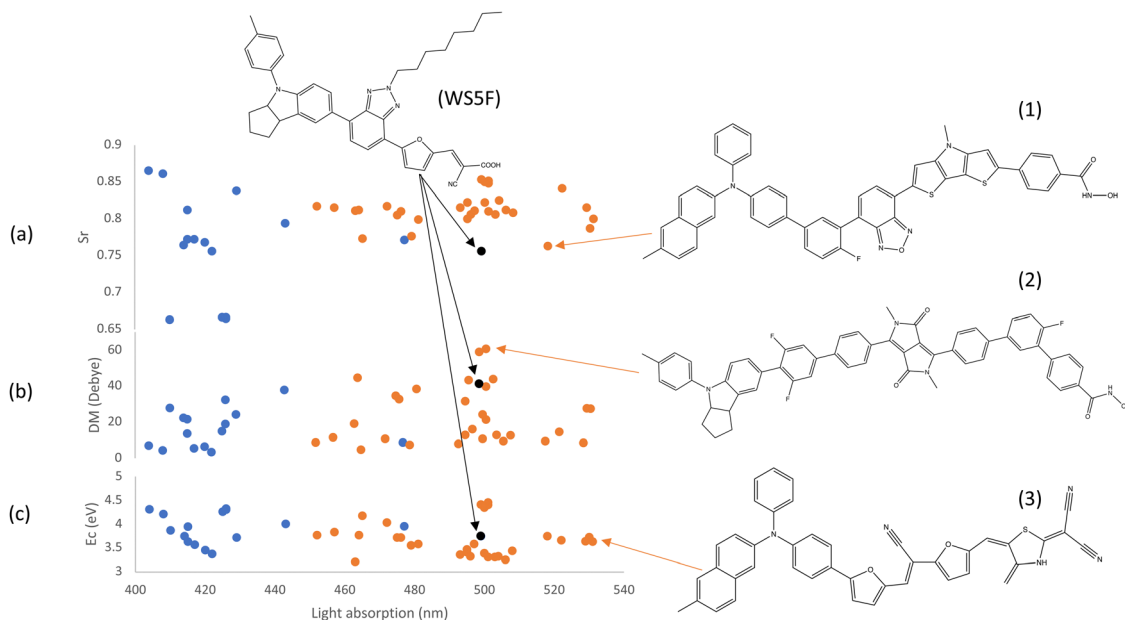 (WS5F)
N
N
N
N
O
COOH
NC
(a)
Sr
0.9
0.85
0.8
0.75
0.7
0.65
(b)
DM (Debye)
60
40
20
0
(c)
Ec (eV)
5
4.5
4
3.5
3
400
420
440
460
480
500
520
540
Light absorption (nm)
(1)
N
N
S
S
O
HN-OH
F
N
N
O
(2)
O
N
F
F
N
N
O
F
H
N
O
O
(3)
N
N
N
S
O
O
NH
N